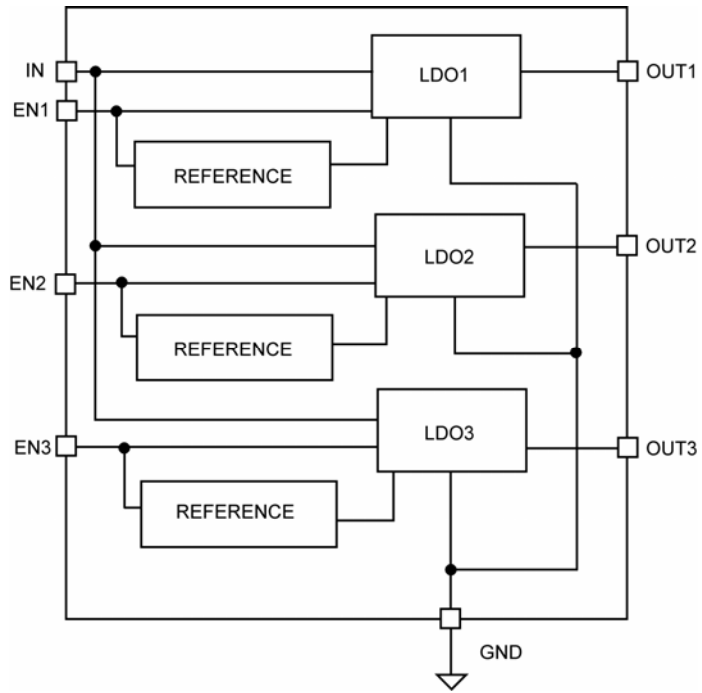 IN
LDO1
OUT1
EN1
REFERENCE
LDO2
OUT2
EN2
REFERENCE
LDO3
EN3
OUT3
REFERENCE
GND